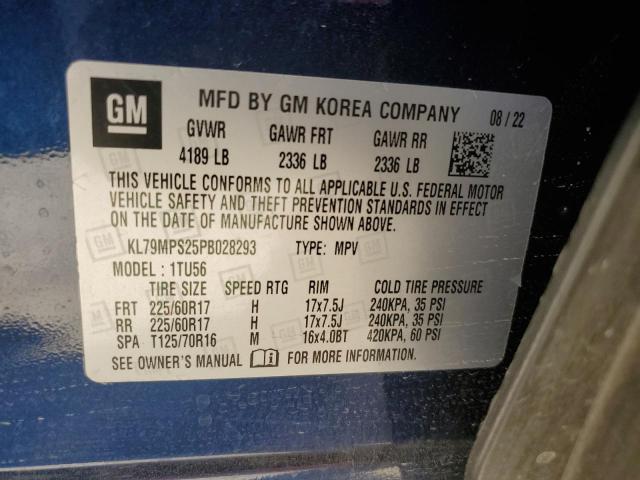 GM MFD BY GM KOREA COMPANY 08 / 22
GVWR GAWR FRT GAWR RR
4189 LB 2336 LB 2336 LB
THIS VEHICLE CONFORMS TO ALL APPLICABLE U.S. FEDERAL MOTOR
VEHICLE SAFETY AND THEFT PREVENTION STANDARDS IN EFFECT
ON THE DATE OF MANUFACTURE SHOWN ABOVE.
KL79MPS25PB028293 TYPE: MPV
MODEL : 1TU56
TIRE SIZE SPEED RTG RIM COLD TIRE PRESSURE
FRT 225/60R17 H 17x7.5J 240KPA, 35 PSI
RR 225/60R17 H 17x7.5J 240KPA, 35 PSI
SPA T125/70R16 M 16x4.0BT 420KPA, 60 PSI
SEE OWNER'S MANUAL FOR MORE INFORMATION.